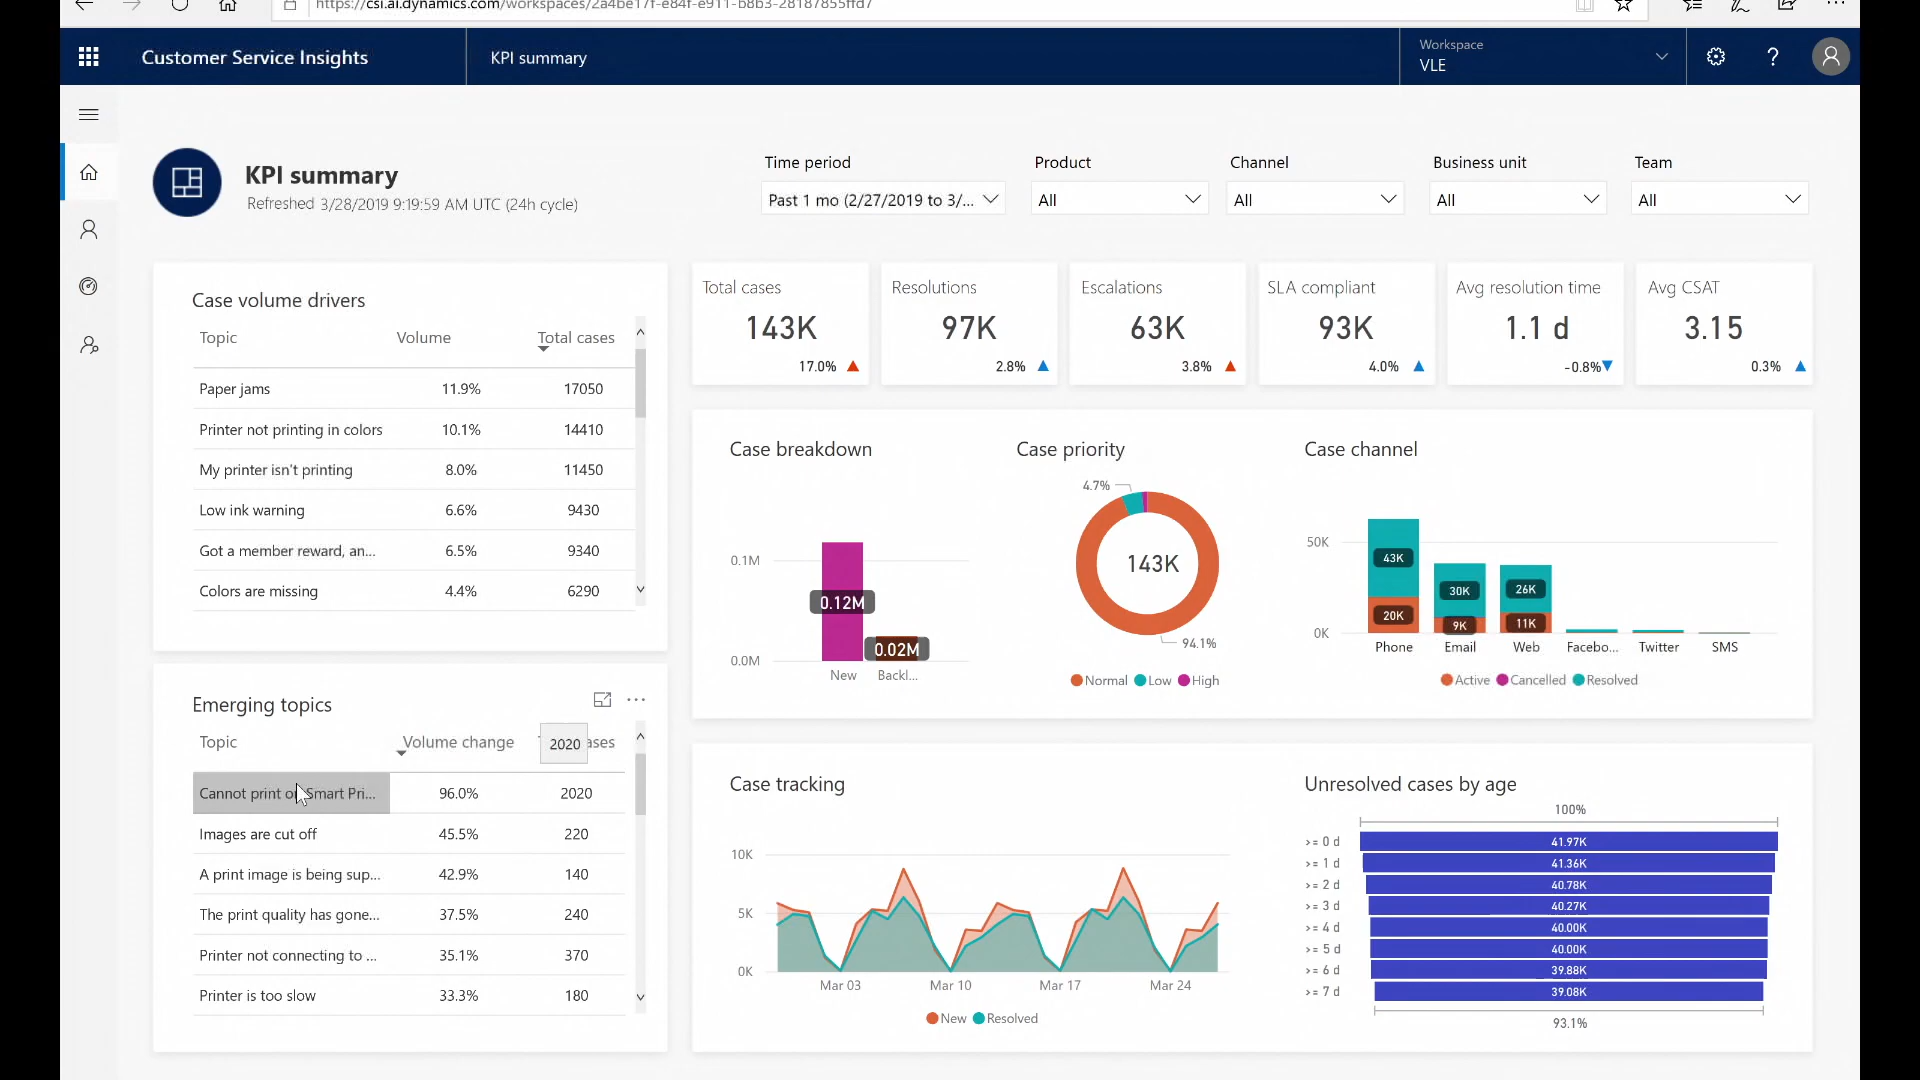 https://csi.ai.dynamics.com/workspaces/2a4be17f-e84f-e911-b8b3-28187855ffd7
Customer Service Insights
KPI summary
Workspace
VLE
?
KPI summary
Refreshed 3/28/2019 9:19:59 AM UTC (24h cycle)
Time period
Past 1 mo (2/27/2019 to 3/...
Product
All
Channel
All
Business unit
All
Team
All
Case volume drivers
Topic Volume Total cases
Paper jams 11.9% 17050
Printer not printing in colors 10.1% 14410
My printer isn't printing 8.0% 11450
Low ink warning 6.6% 9430
Got a member reward, an... 6.5% 9340
Colors are missing 4.4% 6290
Total cases
143K
17.0%
Resolutions
97K
2.8%
Escalations
63K
3.8%
SLA compliant
93K
4.0%
Avg resolution time
1.1 d
-0.8%
Avg CSAT
3.15
0.3%
Case breakdown
0.1M
0.0M
0.12M
0.02M
New Backl...
Case priority
4.7%
143K
94.1%
Normal Low High
Case channel
50K
0K
43K
20K
30K
9K
26K
11K
Phone Email Web Facebo... Twitter SMS
Active Cancelled Resolved
Emerging topics
Topic Volume change 2020 ases
Cannot print o Smart Pri... 96.0% 2020
Images are cut off 45.5% 220
A print image is being sup... 42.9% 140
The print quality has gone... 37.5% 240
Printer not connecting to ... 35.1% 370
Printer is too slow 33.3% 180
Case tracking
10K
5K
0K
Mar 03 Mar 10 Mar 17 Mar 24
New Resolved
Unresolved cases by age
100%
>= 0 d 41.97K
>= 1 d 41.36K
>= 2 d 40.78K
>= 3 d 40.27K
>= 4 d 40.00K
>= 5 d 40.00K
>= 6 d 39.88K
>= 7 d 39.08K
93.1%